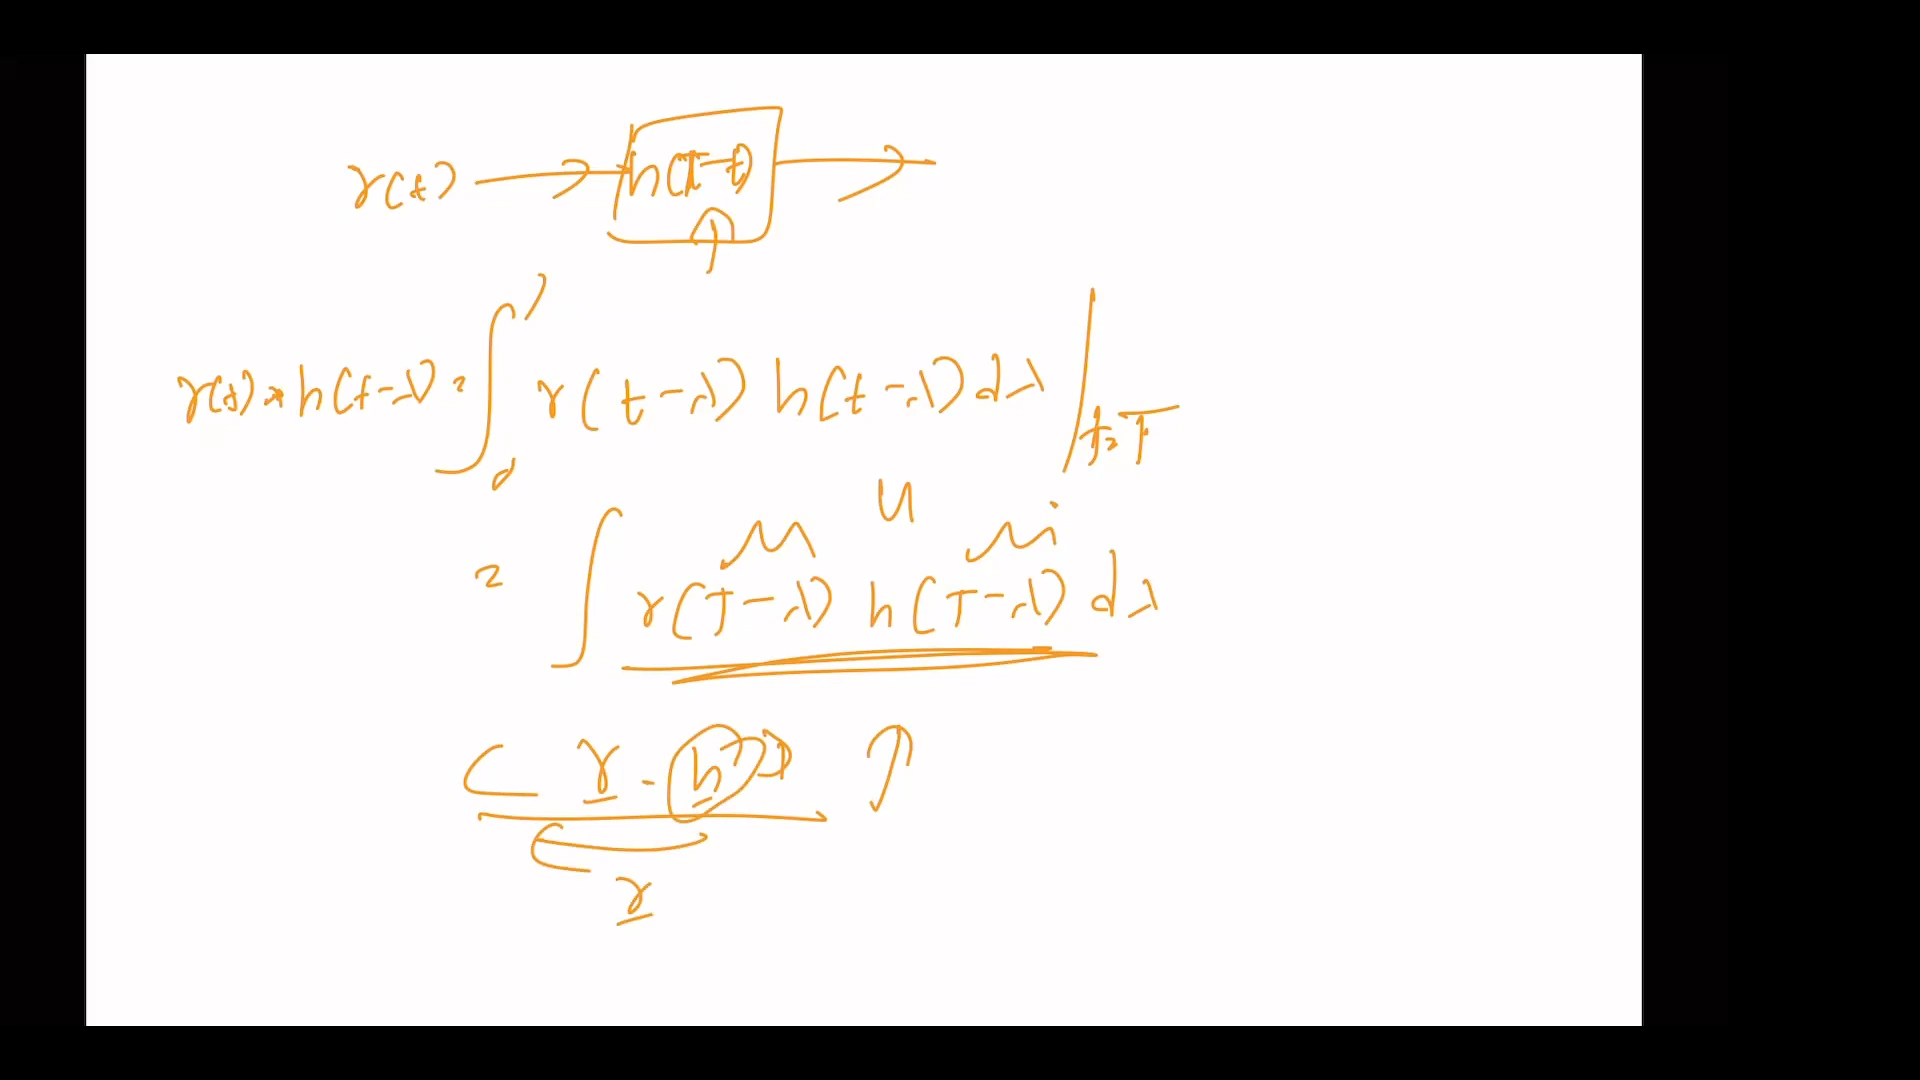 r(t) → h(T-t) →
r(t) * h(t-λ) = ∫ r(t-λ) h(t-λ) dλ | t=T
u
= ∫ r(T-λ) h(T-λ) dλ
r · h
r